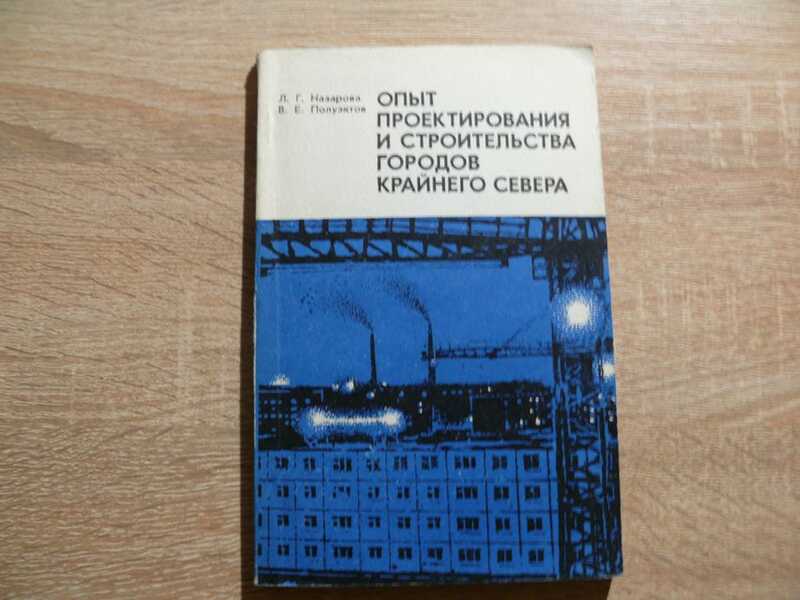 Л. Г. Назарова
В. Е. Полуэктов
ОПЫТ
ПРОЕКТИРОВАНИЯ
И СТРОИТЕЛЬСТВА
ГОРОДОВ
КРАЙНЕГО СЕВЕРА